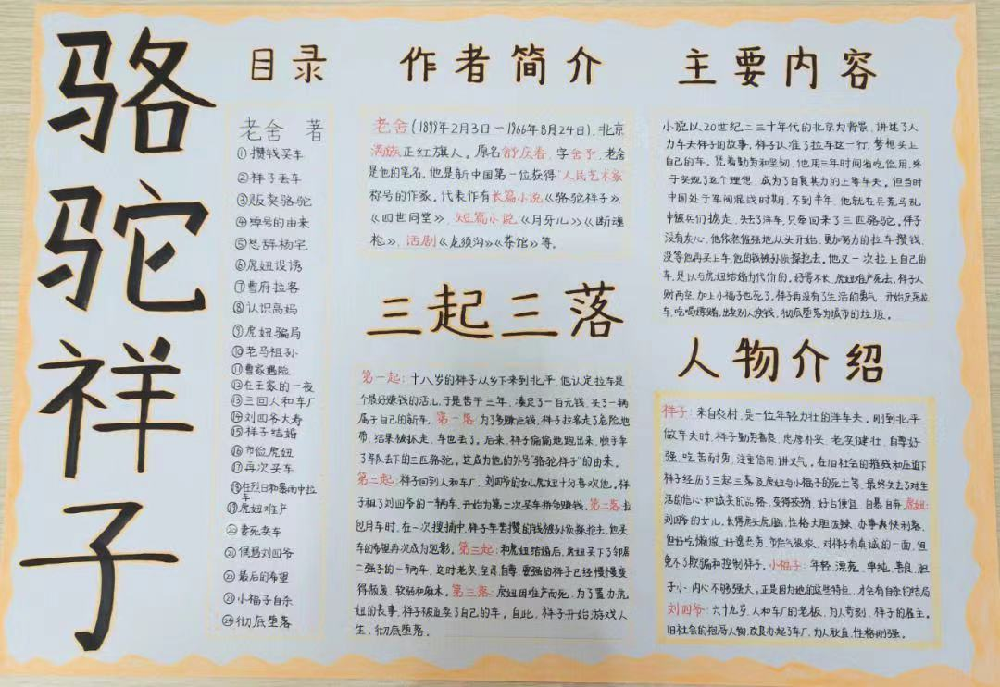 骆驼祥子
目录
老舍 著
①攒钱买车
②祥子丢车
③贩卖骆驼
④绰号的由来
⑤怒辞杨宅
⑥虎妞设诱
⑦曹府拉客
⑧认识高妈
⑨虎妞骗局
⑩老马祖孙
⑪曹家遇险
⑫在王家的一夜
⑬三回人和车厂
⑭刘四爷大寿
⑮祥子结婚
⑯市侩虎妞
⑰再次买车
⑱在烈日和暴雨中拉
车
⑲虎妞难产
⑳妻死卖车
㉑偶遇刘四爷
㉒最后的希望
㉓小福子自杀
㉔彻底堕落
作者简介
老舍(1899年2月3日一1966年8月24日),北京
满族正红旗人。原名舒庆春,字舍予,老舍
是他的笔名。他是新中国第一位获得“人民艺术家
称号的作家。代表作有长篇小说《骆驼祥子》
《四世同堂》、短篇小说《月牙儿》《断魂
枪》、话剧《龙须沟》《茶馆》等。
三起三落
第一起:十八岁的祥子从乡下来到北平,他认定拉车是
个最好赚钱的活儿,于是苦干三年,凑足了一百元钱,买了一辆
属于自己的新车。第一落:为了多赚点钱,祥子拉客去了危险地
带,结果被抓走,车也丢了。后来,祥子偷偷地跑出来,顺手牵
了军队丢下的三匹骆驼。这成为他的外号“骆驼祥子”的由来。
第二起:祥子回到人和车厂、刘四爷的女儿虎妞十分喜欢他。祥
子租了刘四爷的一辆车,开始为第二次买车拼命赚钱。第二落:拉
包月车时,在一次搜捕中,祥子辛苦攒的钱被孙侦探抢去,他买
车的希望再次成为泡影。第三起:和虎妞结婚后,虎妞买下了邻居
二强子的一辆车、这时老实、坚忍、自尊、要强的祥子已经慢慢变
得颓废、软弱和麻木。第三落:虎妞因难产而死,为了置办虎
妞的丧事,祥子被迫卖了自己的车。自此,祥子开始游戏人
生、彻底堕落。
主要内容
小说以20世纪二三十年代的北京为背景,讲述了人
力车夫祥子的故事,祥子认准了拉车这一行,梦想买上
自己的车。凭着勤劳和坚韧,他用三年时间省吃俭用,终
于实现了这个理想,成为了自食其力的上等车夫。但当时
中国处于军阀混战时期,不到半年,他就在兵荒马乱
中被兵们掳走,失去了洋车,只牵回来了三匹骆驼。祥子
没有灰心,他依然倔强地从头开始,更加努力的拉车攒钱,
没等他再买上车,他的钱被孙侦探抢去。他又一次拉上自己的
车,是以与虎妞结婚为代价的。好景不长,虎妞难产死去,祥子人
财两空,加上小福子也死了,祥子再没有了生活的勇气,开始
车,吃喝嫖赌,出卖别人换钱,彻底堕落为城市的垃圾。
人物介绍
祥子:来自农村,是一位年轻力壮的洋车夫。刚到北平
做车夫时,祥子勤劳善良,忠厚朴实,老实健壮,自尊好
强,吃苦耐劳,注重信用,讲义气。在旧社会的摧残和压迫下
祥子经历了三起三落及虎妞与小福子的死亡等,最终失去了对生
活的信心和诚实的品格,变得狡猾,好占便宜,自暴自弃。虎妞:
刘四爷的女儿,长得虎头虎脑,性格大胆泼辣、办事爽快利落,
但好吃懒做,好逸恶劳,市侩气很浓,对祥子有真诚的一面,但
免不了欺骗和控制祥子。小福子:年轻,漂亮,单纯,善良,胆
子小,内心不够强大。正是因为他的这些特征,才会有自杀的结局
刘四爷:六十九岁,人和车厂的老板,为人苛刻,祥子的雇主。
旧社会的袍哥人物,改良办起了车厂,为人耿直,性格刚强。